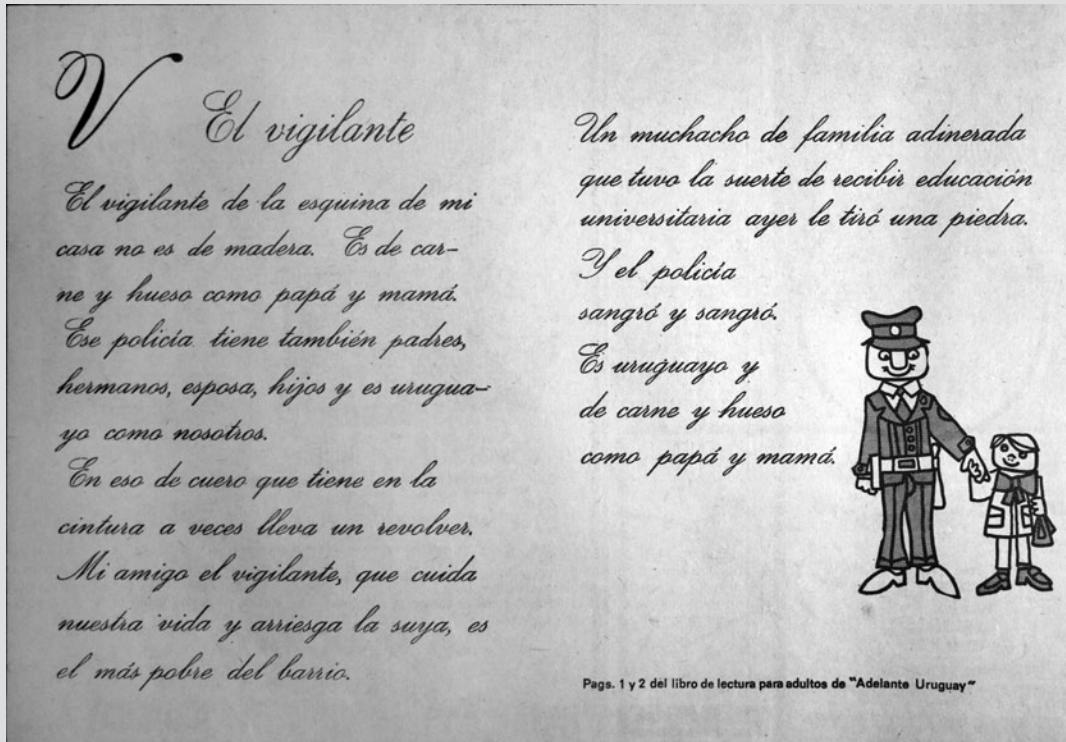 V
El vigilante
El vigilante de la esquina de mi
casa no es de madera. Es de car-
ne y hueso como papá y mamá.
Ese policía tiene también padres,
hermanos, esposa, hijos y es urugua-
yo como nosotros.
En eso de cuero que tiene en la
cintura a veces lleva un revolver.
Mi amigo el vigilante, que cuida
nuestra vida y arriesga la suya, es
el más pobre del barrio.
Un muchacho de familia adinerada
que tuvo la suerte de recibir educación
universitaria ayer le tiró una piedra.
Y el policía
sangró y sangró.
Es uruguayo y
de carne y hueso
como papá y mamá.
Pags. 1 y 2 del libro de lectura para adultos de "Adelante Uruguay"